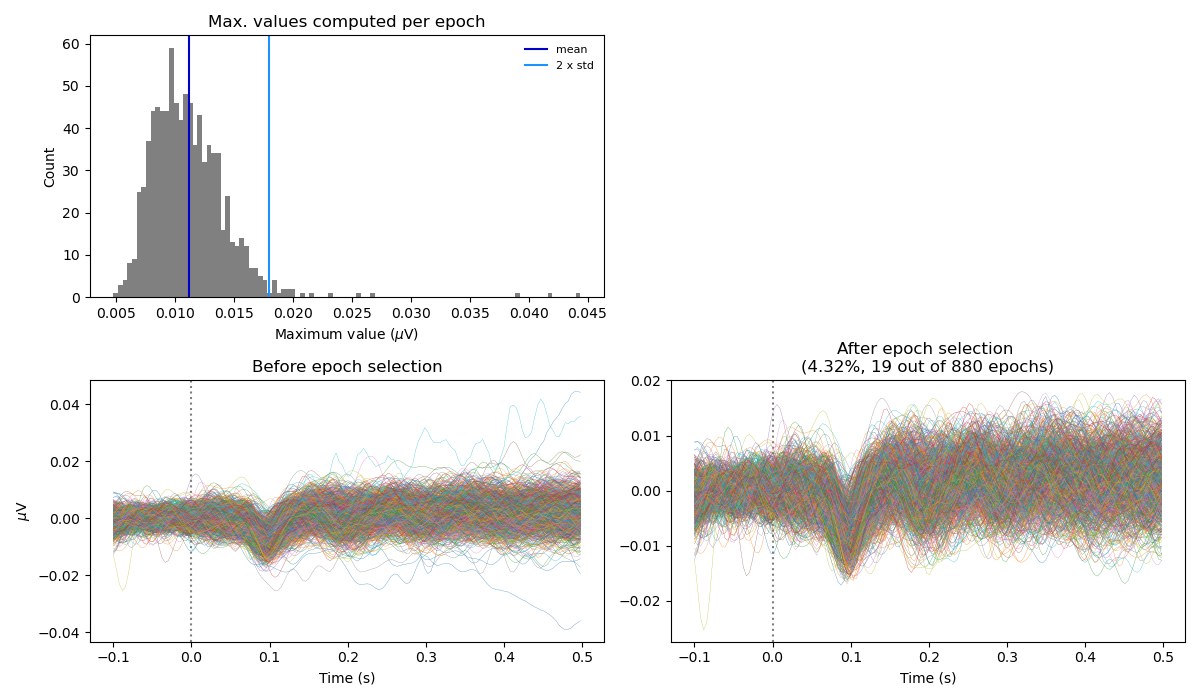 Max. values computed per epoch
60
50
40
30
20
10
0
Count
mean
2 x std
0.005 0.010 0.015 0.020 0.025 0.030 0.035 0.040 0.045
Maximum value (μV)
Before epoch selection
0.04
0.02
0.00
−0.02
−0.04
μV
−0.1 0.0 0.1 0.2 0.3 0.4 0.5
Time (s)
After epoch selection
(4.32%, 19 out of 880 epochs)
0.02
0.01
0.00
−0.01
−0.02
−0.1 0.0 0.1 0.2 0.3 0.4 0.5
Time (s)